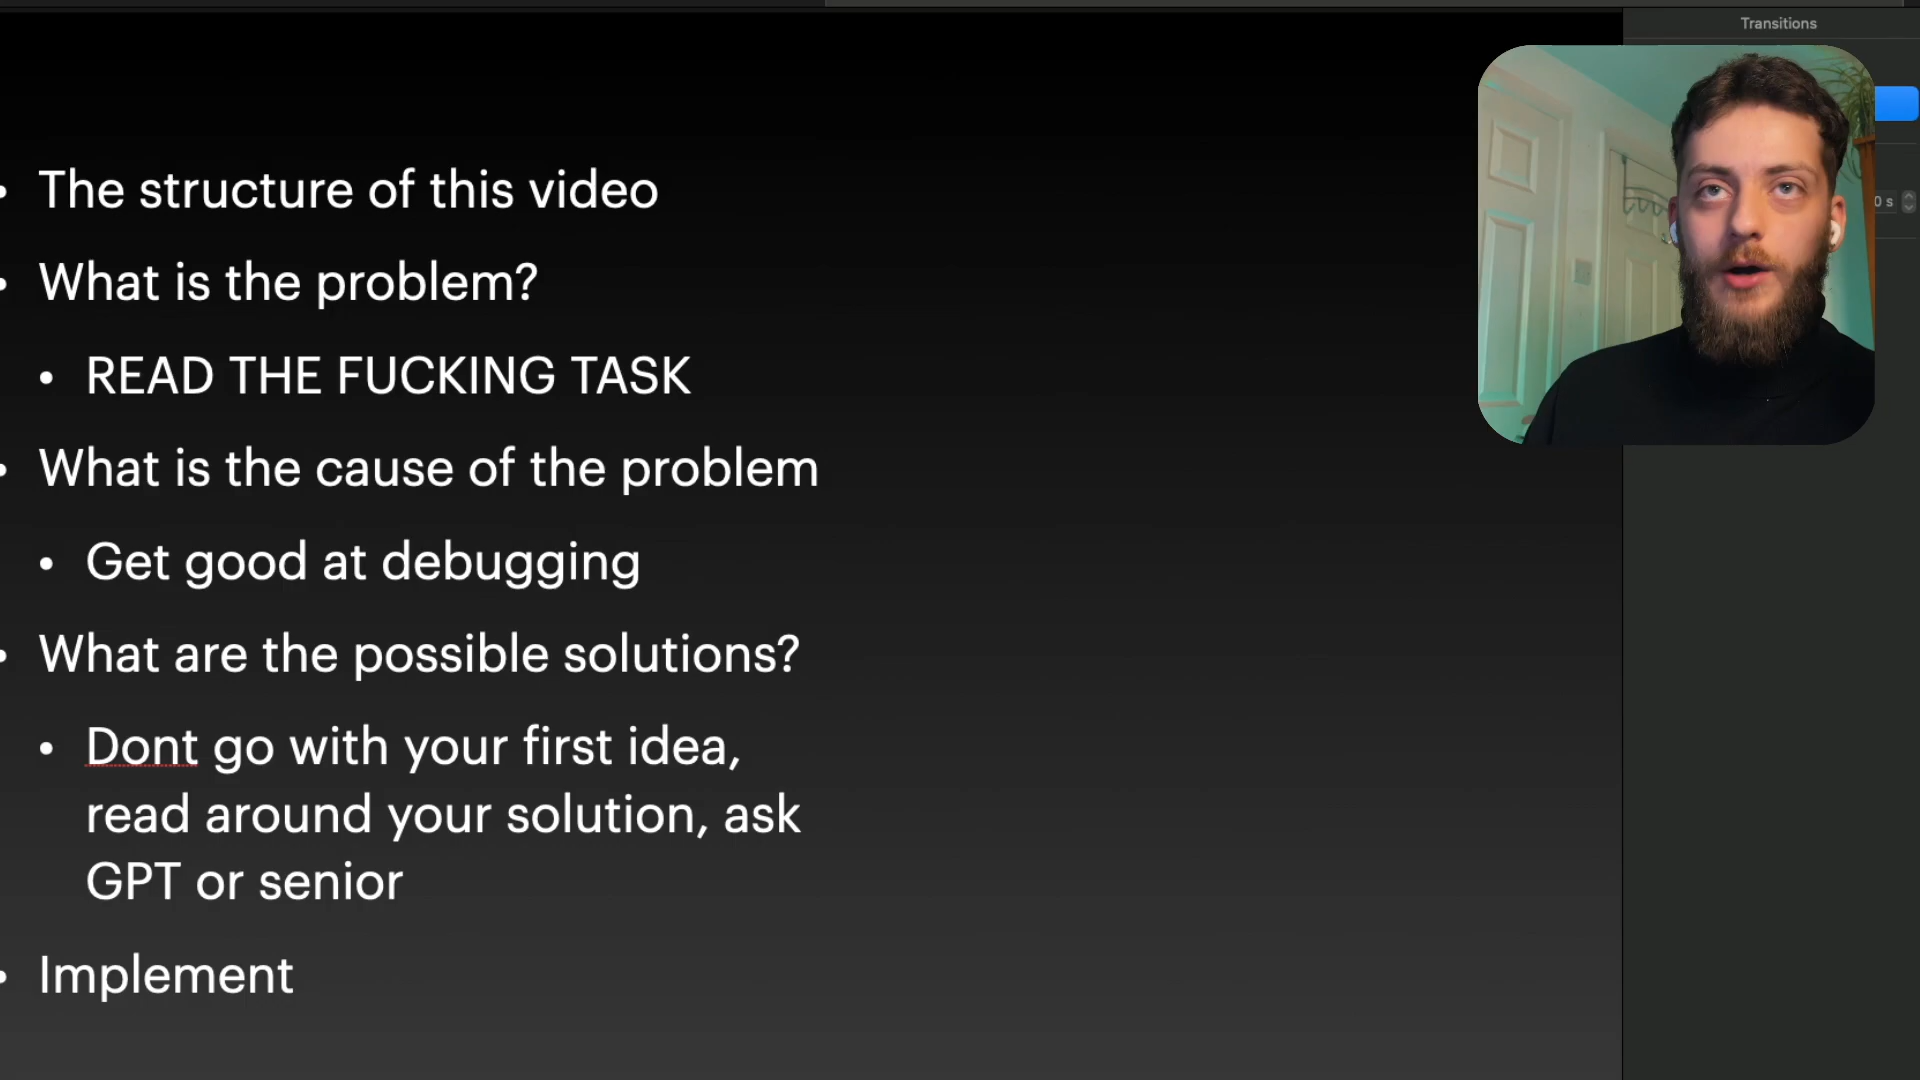 Transitions
• The structure of this video
• What is the problem?
• READ THE FUCKING TASK
• What is the cause of the problem
• Get good at debugging
• What are the possible solutions?
• Dont go with your first idea,
read around your solution, ask
GPT or senior
• Implement
0 s